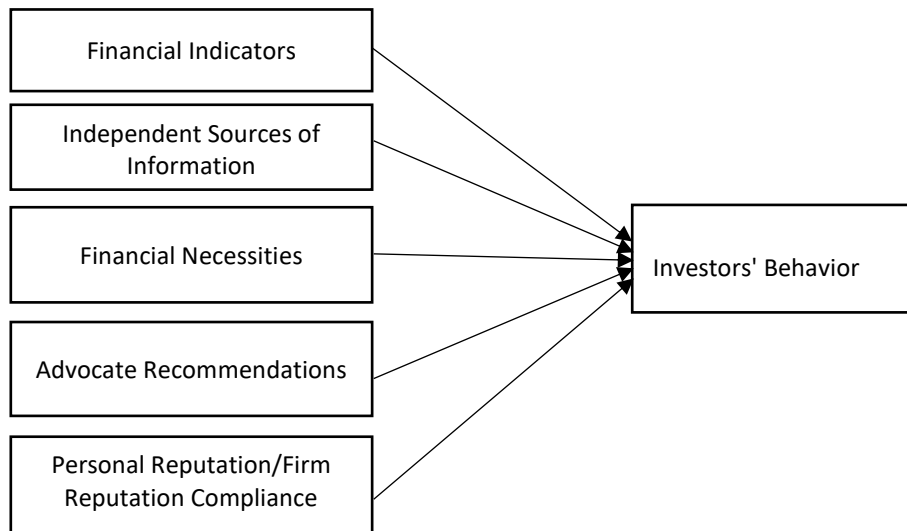 Financial Indicators
Independent Sources of
Information
Financial Necessities
Investors' Behavior
Advocate Recommendations
Personal Reputation/Firm
Reputation Compliance